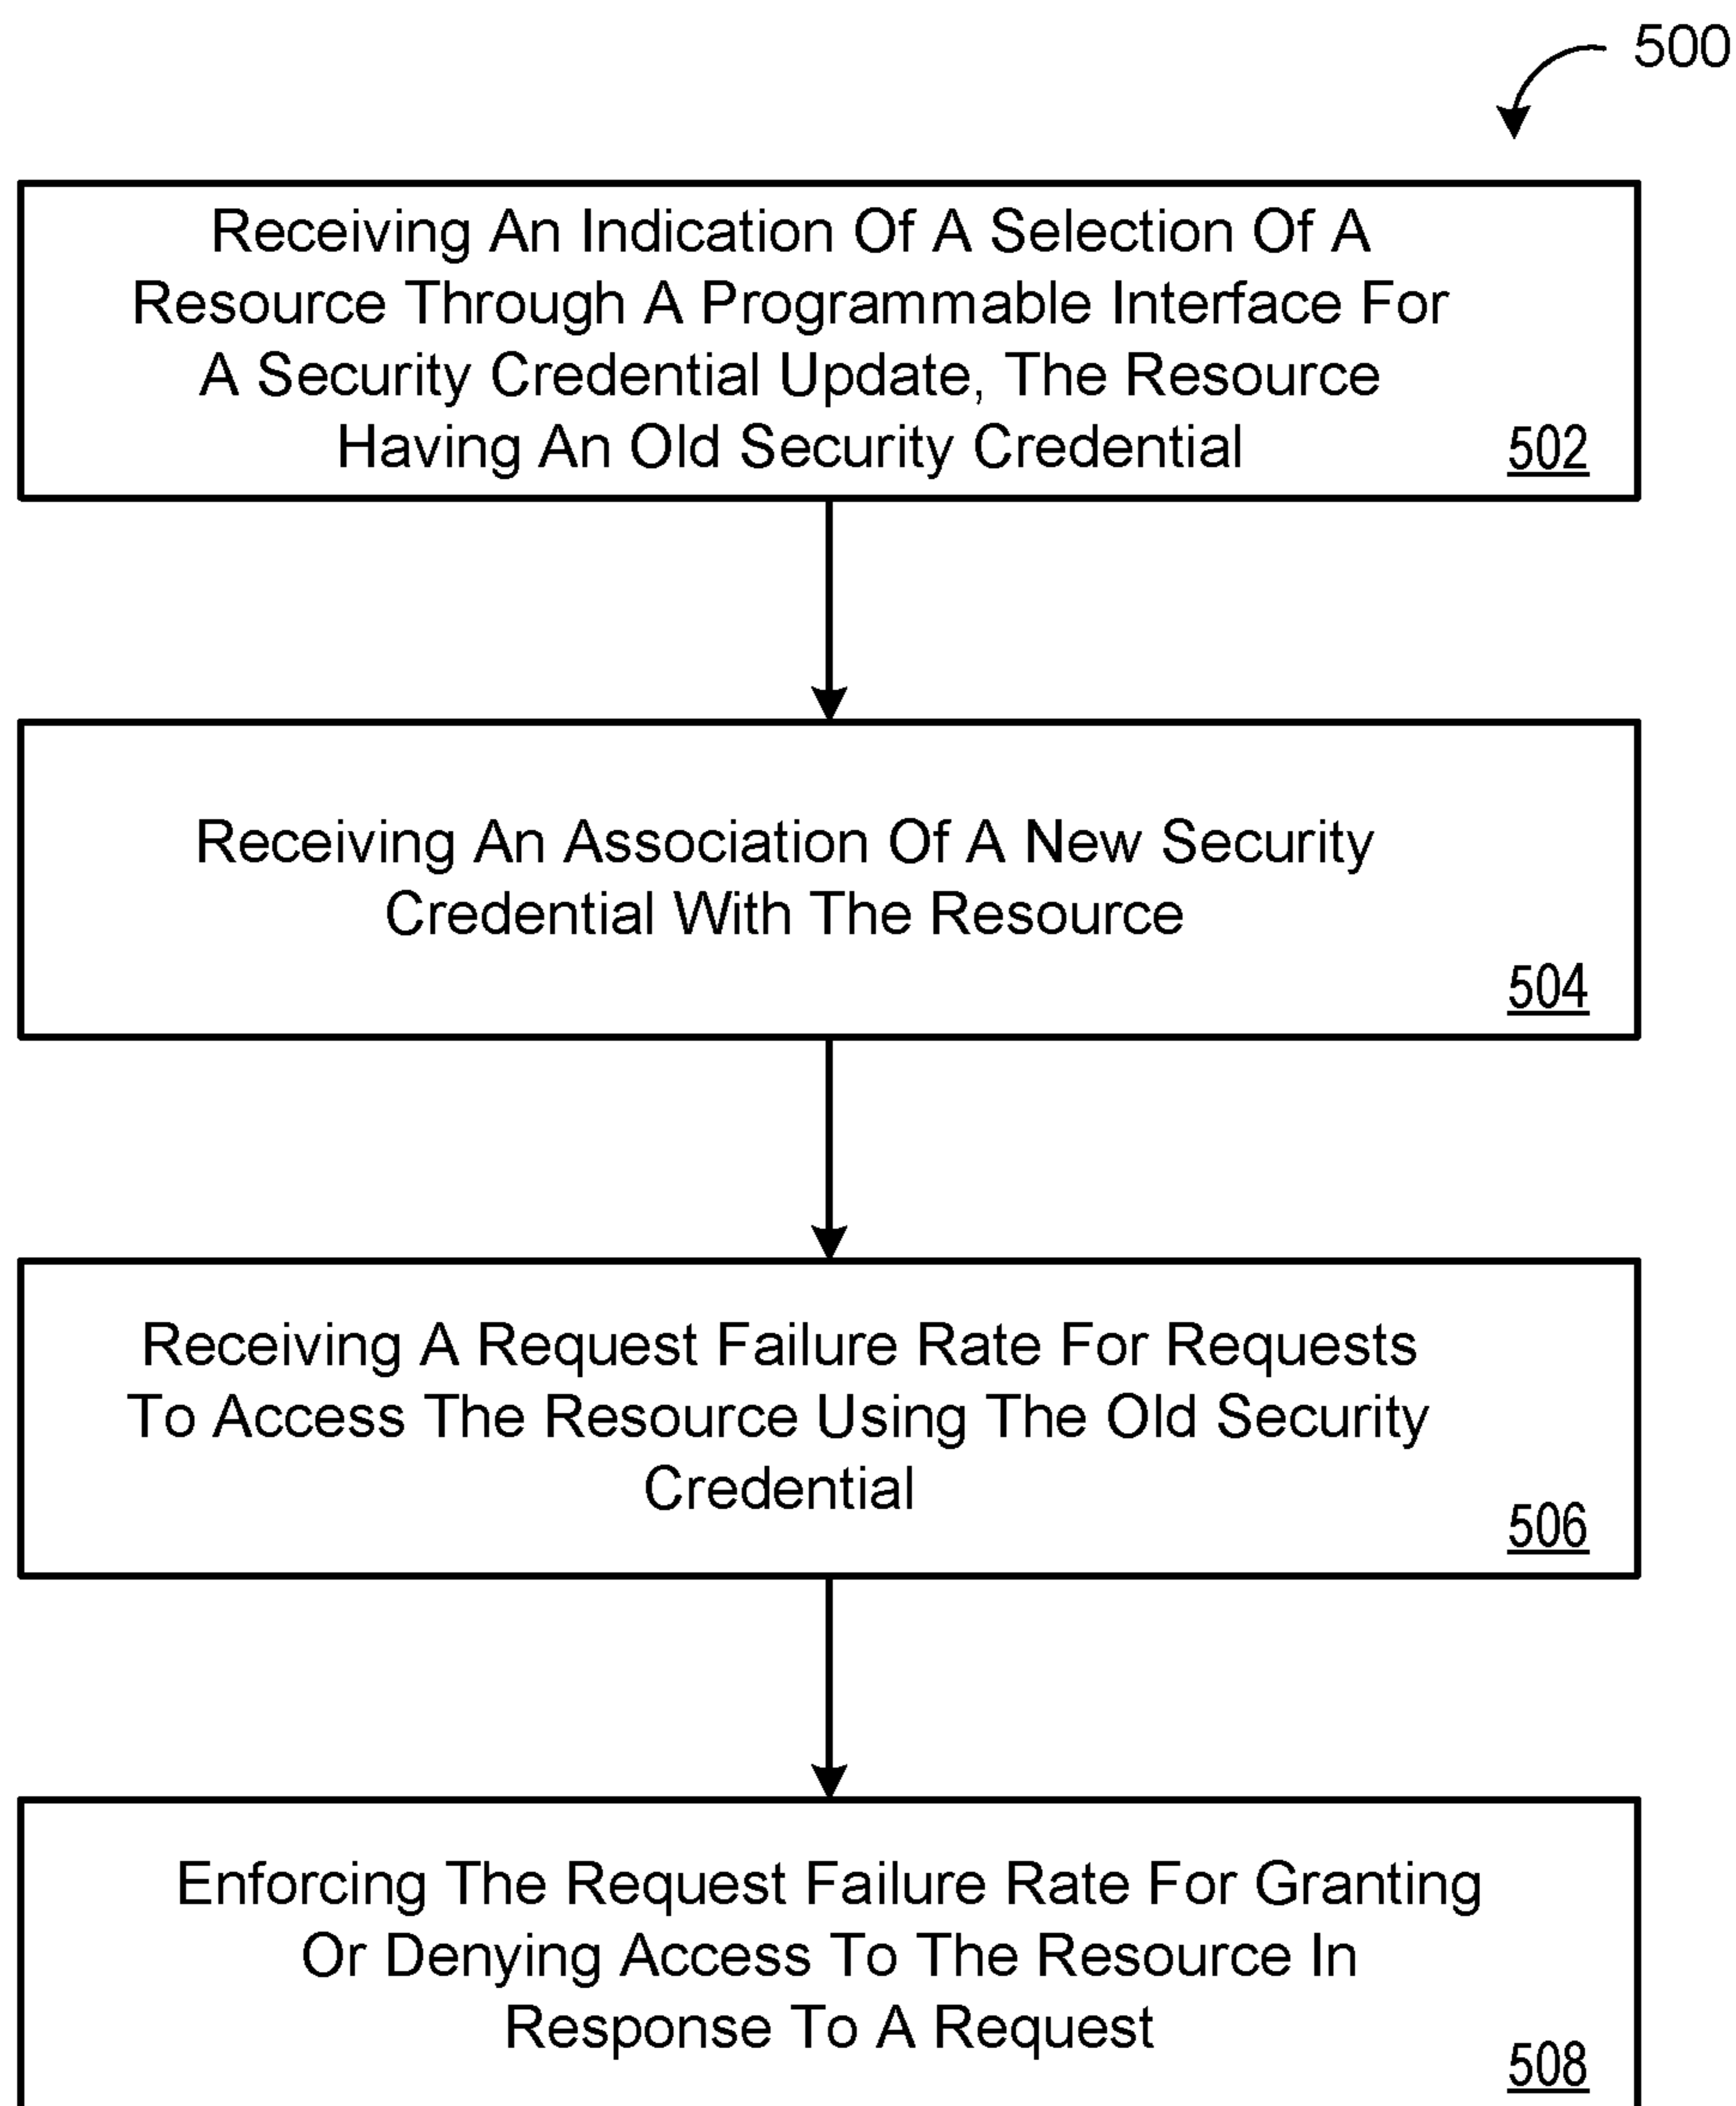 500
Receiving An Indication Of A Selection Of A
Resource Through A Programmable Interface For
A Security Credential Update, The Resource
Having An Old Security Credential
502
Receiving An Association Of A New Security
Credential With The Resource
504
Receiving A Request Failure Rate For Requests
To Access The Resource Using The Old Security
Credential
506
Enforcing The Request Failure Rate For Granting
Or Denying Access To The Resource In
Response To A Request
508